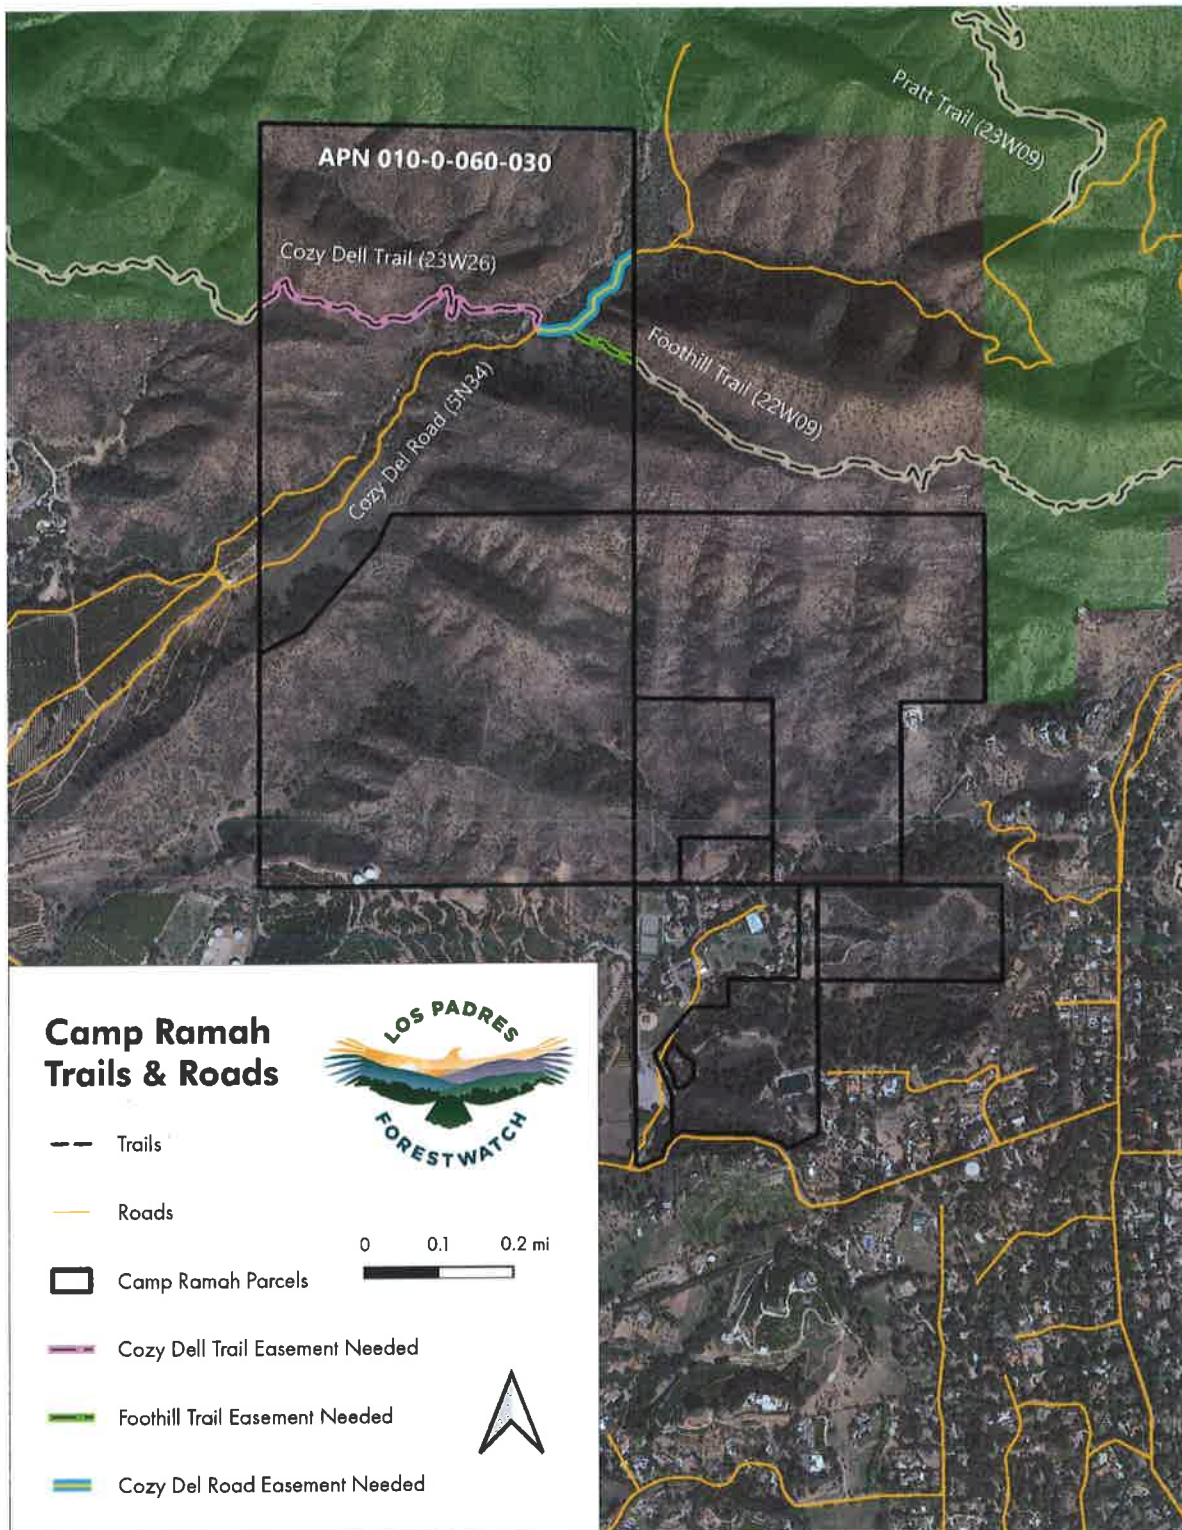 Pratt Trail (23W09)
APN 010-0-060-030
Cozy Dell Trail (23W26)
Foothill Trail (22W09)
Cozy Del Road (5N34)
Camp Ramah
Trails & Roads
LOS PADRES
FORESTWATCH
Trails
Roads
0 0.1 0.2 mi
Camp Ramah Parcels
Cozy Dell Trail Easement Needed
Foothill Trail Easement Needed
Cozy Del Road Easement Needed